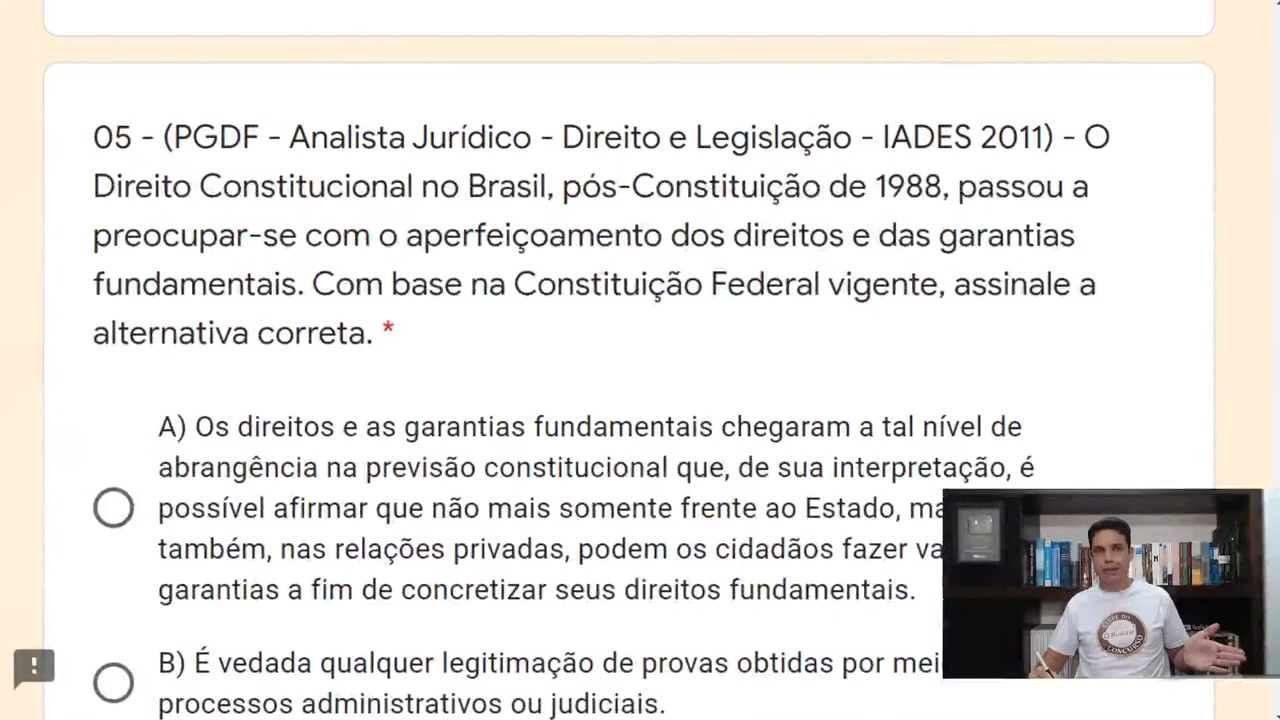 05 - (PGDF - Analista Jurídico - Direito e Legislação - IADES 2011) - O
Direito Constitucional no Brasil, pós-Constituição de 1988, passou a
preocupar-se com o aperfeiçoamento dos direitos e das garantias
fundamentais. Com base na Constituição Federal vigente, assinale a
alternativa correta. *
A) Os direitos e as garantias fundamentais chegaram a tal nível de
abrangência na previsão constitucional que, de sua interpretação, é
possível afirmar que não mais somente frente ao Estado,
também, nas relações privadas, podem os cidadãos fazer
garantias a fim de concretizar seus direitos fundamentais.
B) É vedada qualquer legitimação de provas obtidas por
processos administrativos ou judiciais.
CONCURSO